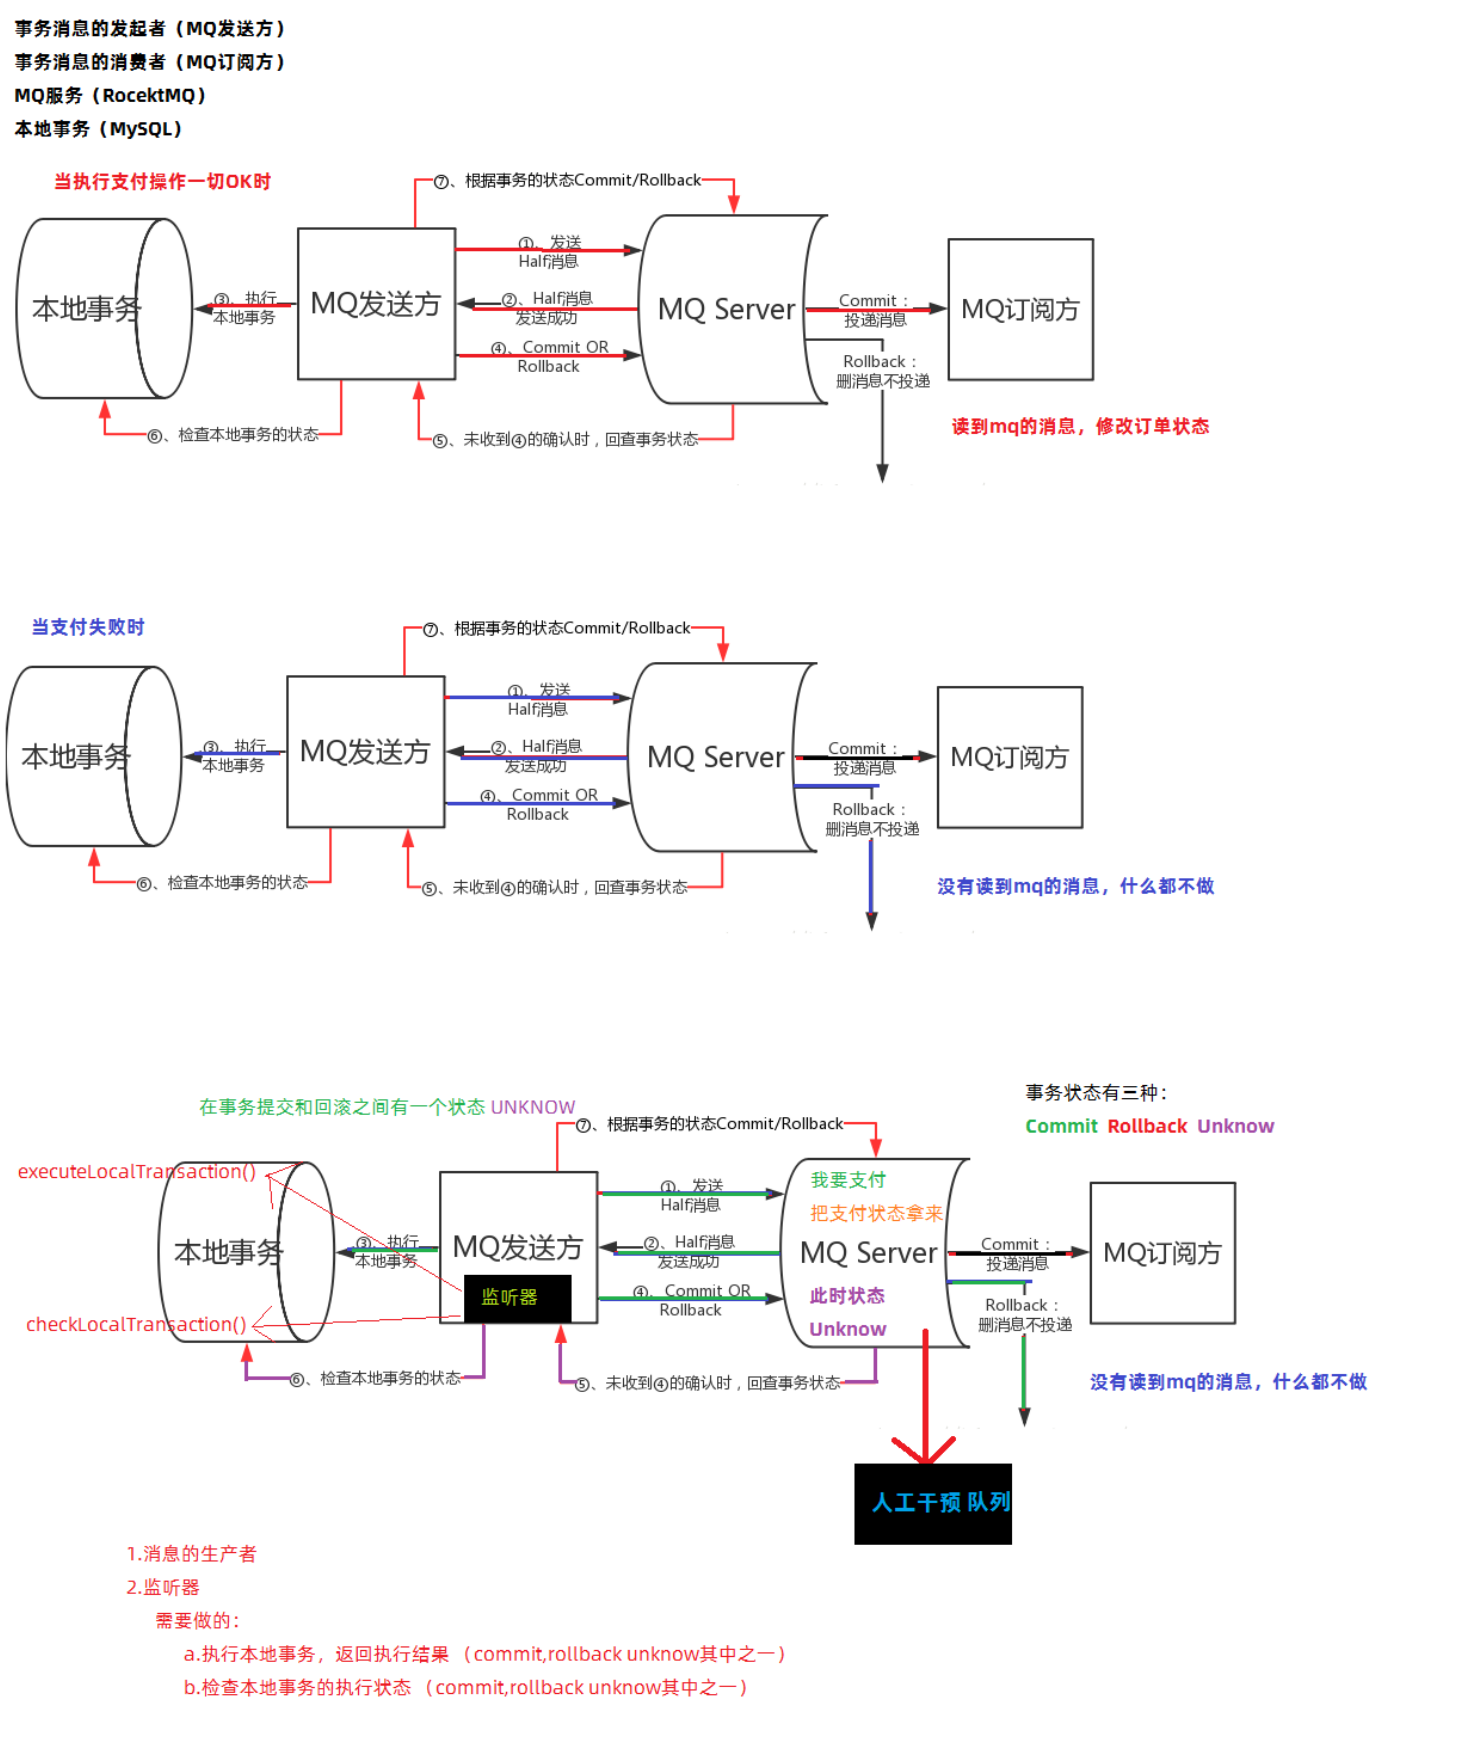 事务消息的发起者（MQ发送方）
事务消息的消费者（MQ订阅方）
MQ服务（RocektMQ）
本地事务（MySQL）
当执行支付操作一切OK时
⑦、根据事务的状态Commit/Rollback
①、发送
Half消息
本地事务
③、执行
本地事务
MQ发送方
②、Half消息
发送成功
MQ Server
Commit：
投递消息
MQ订阅方
④、Commit OR
Rollback
Rollback：
删消息不投递
⑥、检查本地事务的状态
⑤、未收到④的确认时，回查事务状态
读到mq的消息，修改订单状态
当支付失败时
⑦、根据事务的状态Commit/Rollback
①、发送
Half消息
本地事务
③、执行
本地事务
MQ发送方
②、Half消息
发送成功
MQ Server
Commit：
投递消息
MQ订阅方
④、Commit OR
Rollback
Rollback：
删消息不投递
⑥、检查本地事务的状态
⑤、未收到④的确认时，回查事务状态
没有读到mq的消息，什么都不做
事务状态有三种：
Commit Rollback Unknow
在事务提交和回滚之间有一个状态 UNKNOW
⑦、根据事务的状态Commit/Rollback
executeLocalTransaction()
①、发送
Half消息
我要支付
把支付状态拿来
本地事务
③、执行
本地事务
MQ发送方
②、Half消息
发送成功
MQ Server
Commit：
投递消息
MQ订阅方
监听器
④、Commit OR
Rollback
此时状态
Unknow
Rollback：
删消息不投递
checkLocalTransaction()
⑥、检查本地事务的状态
⑤、未收到④的确认时，回查事务状态
没有读到mq的消息，什么都不做
人工干预 队列
1.消息的生产者
2.监听器
需要做的：
a.执行本地事务，返回执行结果 （commit,rollback unknow其中之一）
b.检查本地事务的执行状态 （commit,rollback unknow其中之一）